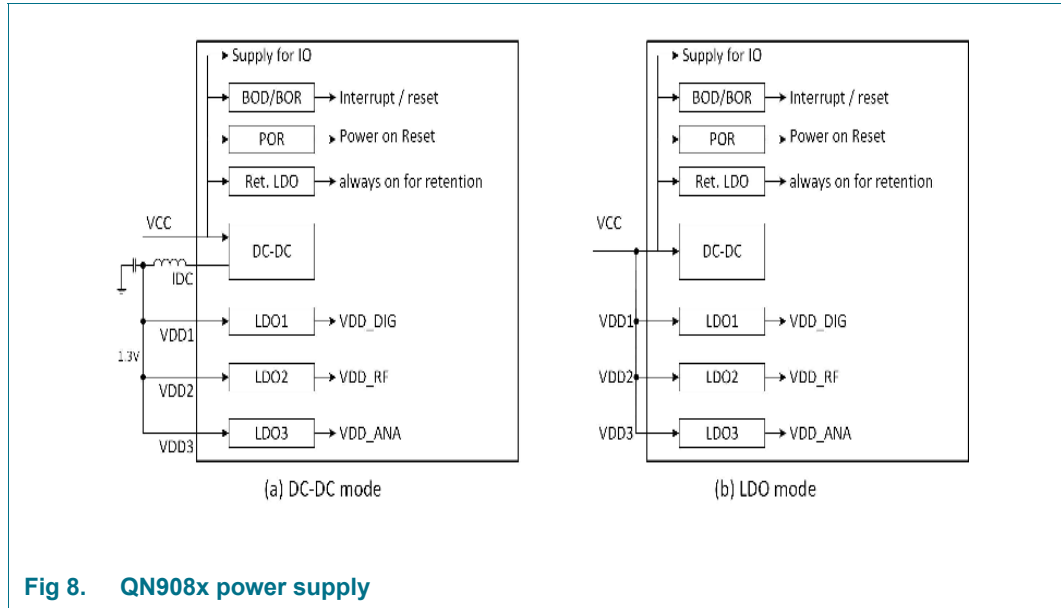 Supply for IO
BOD/BOR
Interrupt / reset
POR
Power on Reset
Ret. LDO
always on for retention
VCC
DC-DC
IDC
LDO1
VDD_DIG
VDD1
1.3V
LDO2
VDD_RF
VDD2
LDO3
VDD_ANA
VDD3
(a) DC-DC mode
Supply for IO
BOD/BOR
Interrupt / reset
POR
Power on Reset
Ret. LDO
always on for retention
VCC
DC-DC
VDD1
LDO1
VDD_DIG
VDD2
LDO2
VDD_RF
VDD3
LDO3
VDD_ANA
(b) LDO mode
Fig 8. QN908x power supply